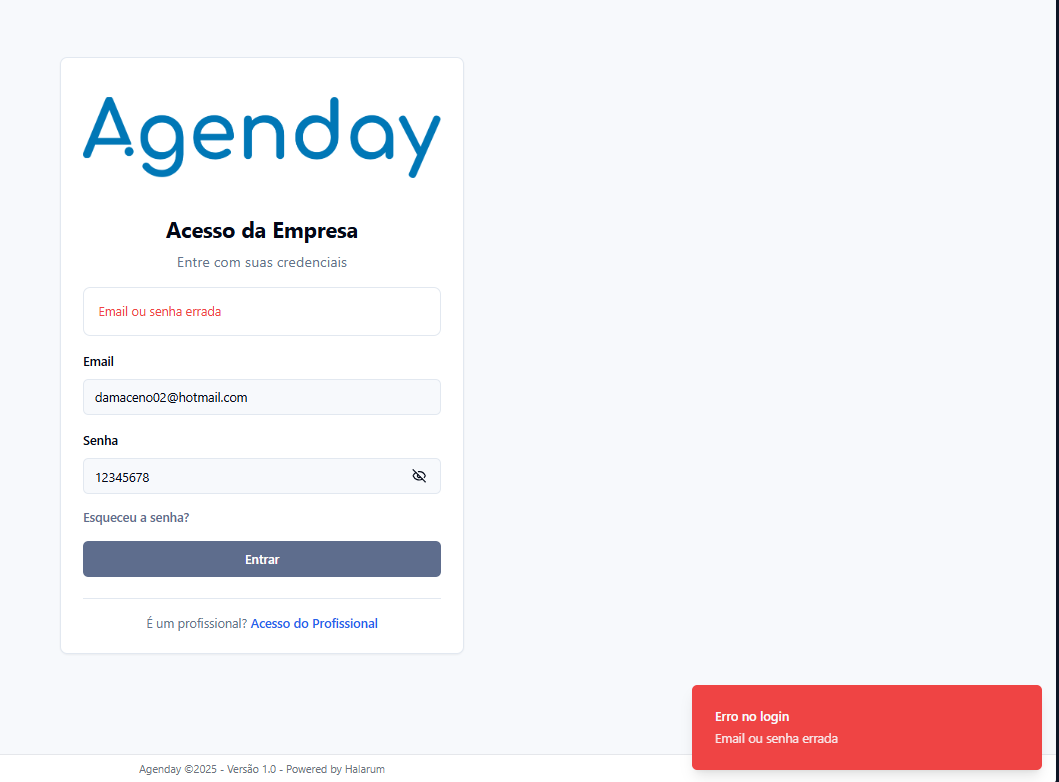 Agenday
Acesso da Empresa
Entre com suas credenciais
Email ou senha errada
Email
damaceno02@hotmail.com
Senha
12345678
Esqueceu a senha?
Entrar
É um profissional? Acesso do Profissional
Erro no login
Email ou senha errada
Agenday ©2025 - Versão 1.0 - Powered by Halarum